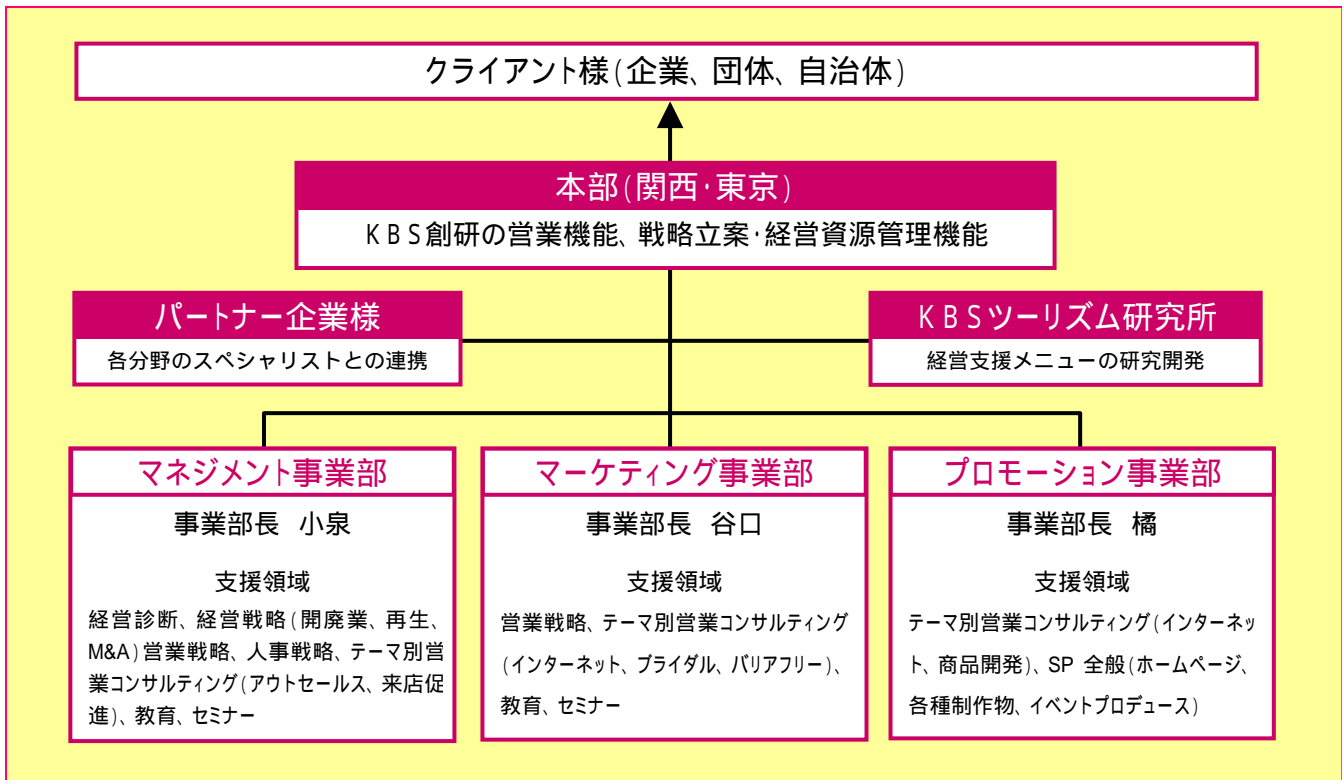 クライアント様(企業、団体、自治体)
本部(関西・東京)
KBS創研の営業機能、戦略立案・経営資源管理機能
パートナー企業様
各分野のスペシャリストとの連携
KBSツーリズム研究所
経営支援メニューの研究開発
マネジメント事業部
事業部長 小泉
支援領域
経営診断、経営戦略(開廃業、再生、
M&A)営業戦略、人事戦略、テーマ別営
業コンサルティング(アウトセールス、来店促
進)、教育、セミナー
マーケティング事業部
事業部長 谷口
支援領域
営業戦略、テーマ別営業コンサルティング
(インターネット、ブライダル、バリアフリー)、
教育、セミナー
プロモーション事業部
事業部長 橘
支援領域
テーマ別営業コンサルティング(インターネッ
ト、商品開発)、SP 全般(ホームページ、
各種制作物、イベントプロデュース)